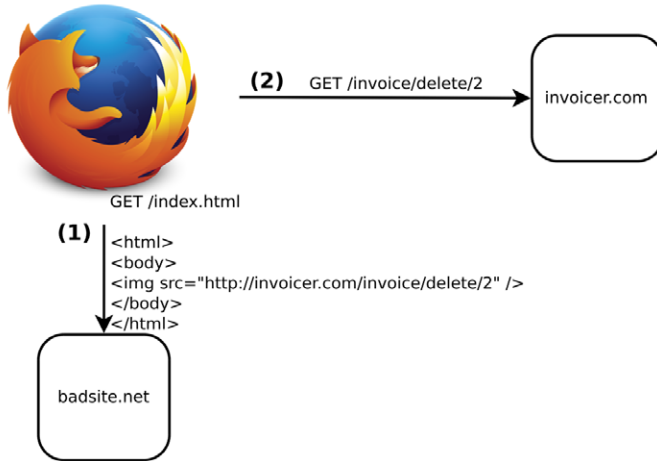 (2) GET /invoice/delete/2
invoicer.com
GET /index.html
(1)
<html>
<body>
<img src="http://invoicer.com/invoice/delete/2" />
</body>
</html>
badsite.net